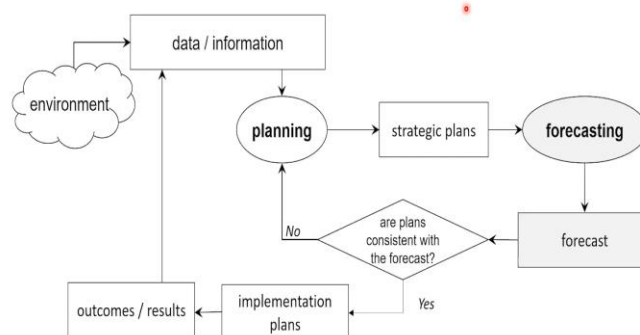 data / information
environment
planning
strategic plans
forecasting
No
are plans
consistent with
the forecast?
forecast
Yes
outcomes / results
implementation
plans